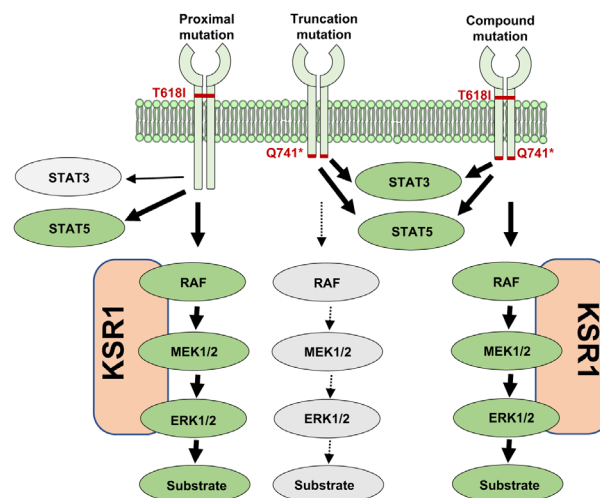 Proximal
mutation
Truncation
mutation
Compound
mutation
T618I
T618I
Q741*
Q741*
STAT3
STAT3
STAT5
STAT5
KSR1
RAF
RAF
RAF
KSR1
MEK1/2
MEK1/2
MEK1/2
ERK1/2
ERK1/2
ERK1/2
Substrate
Substrate
Substrate